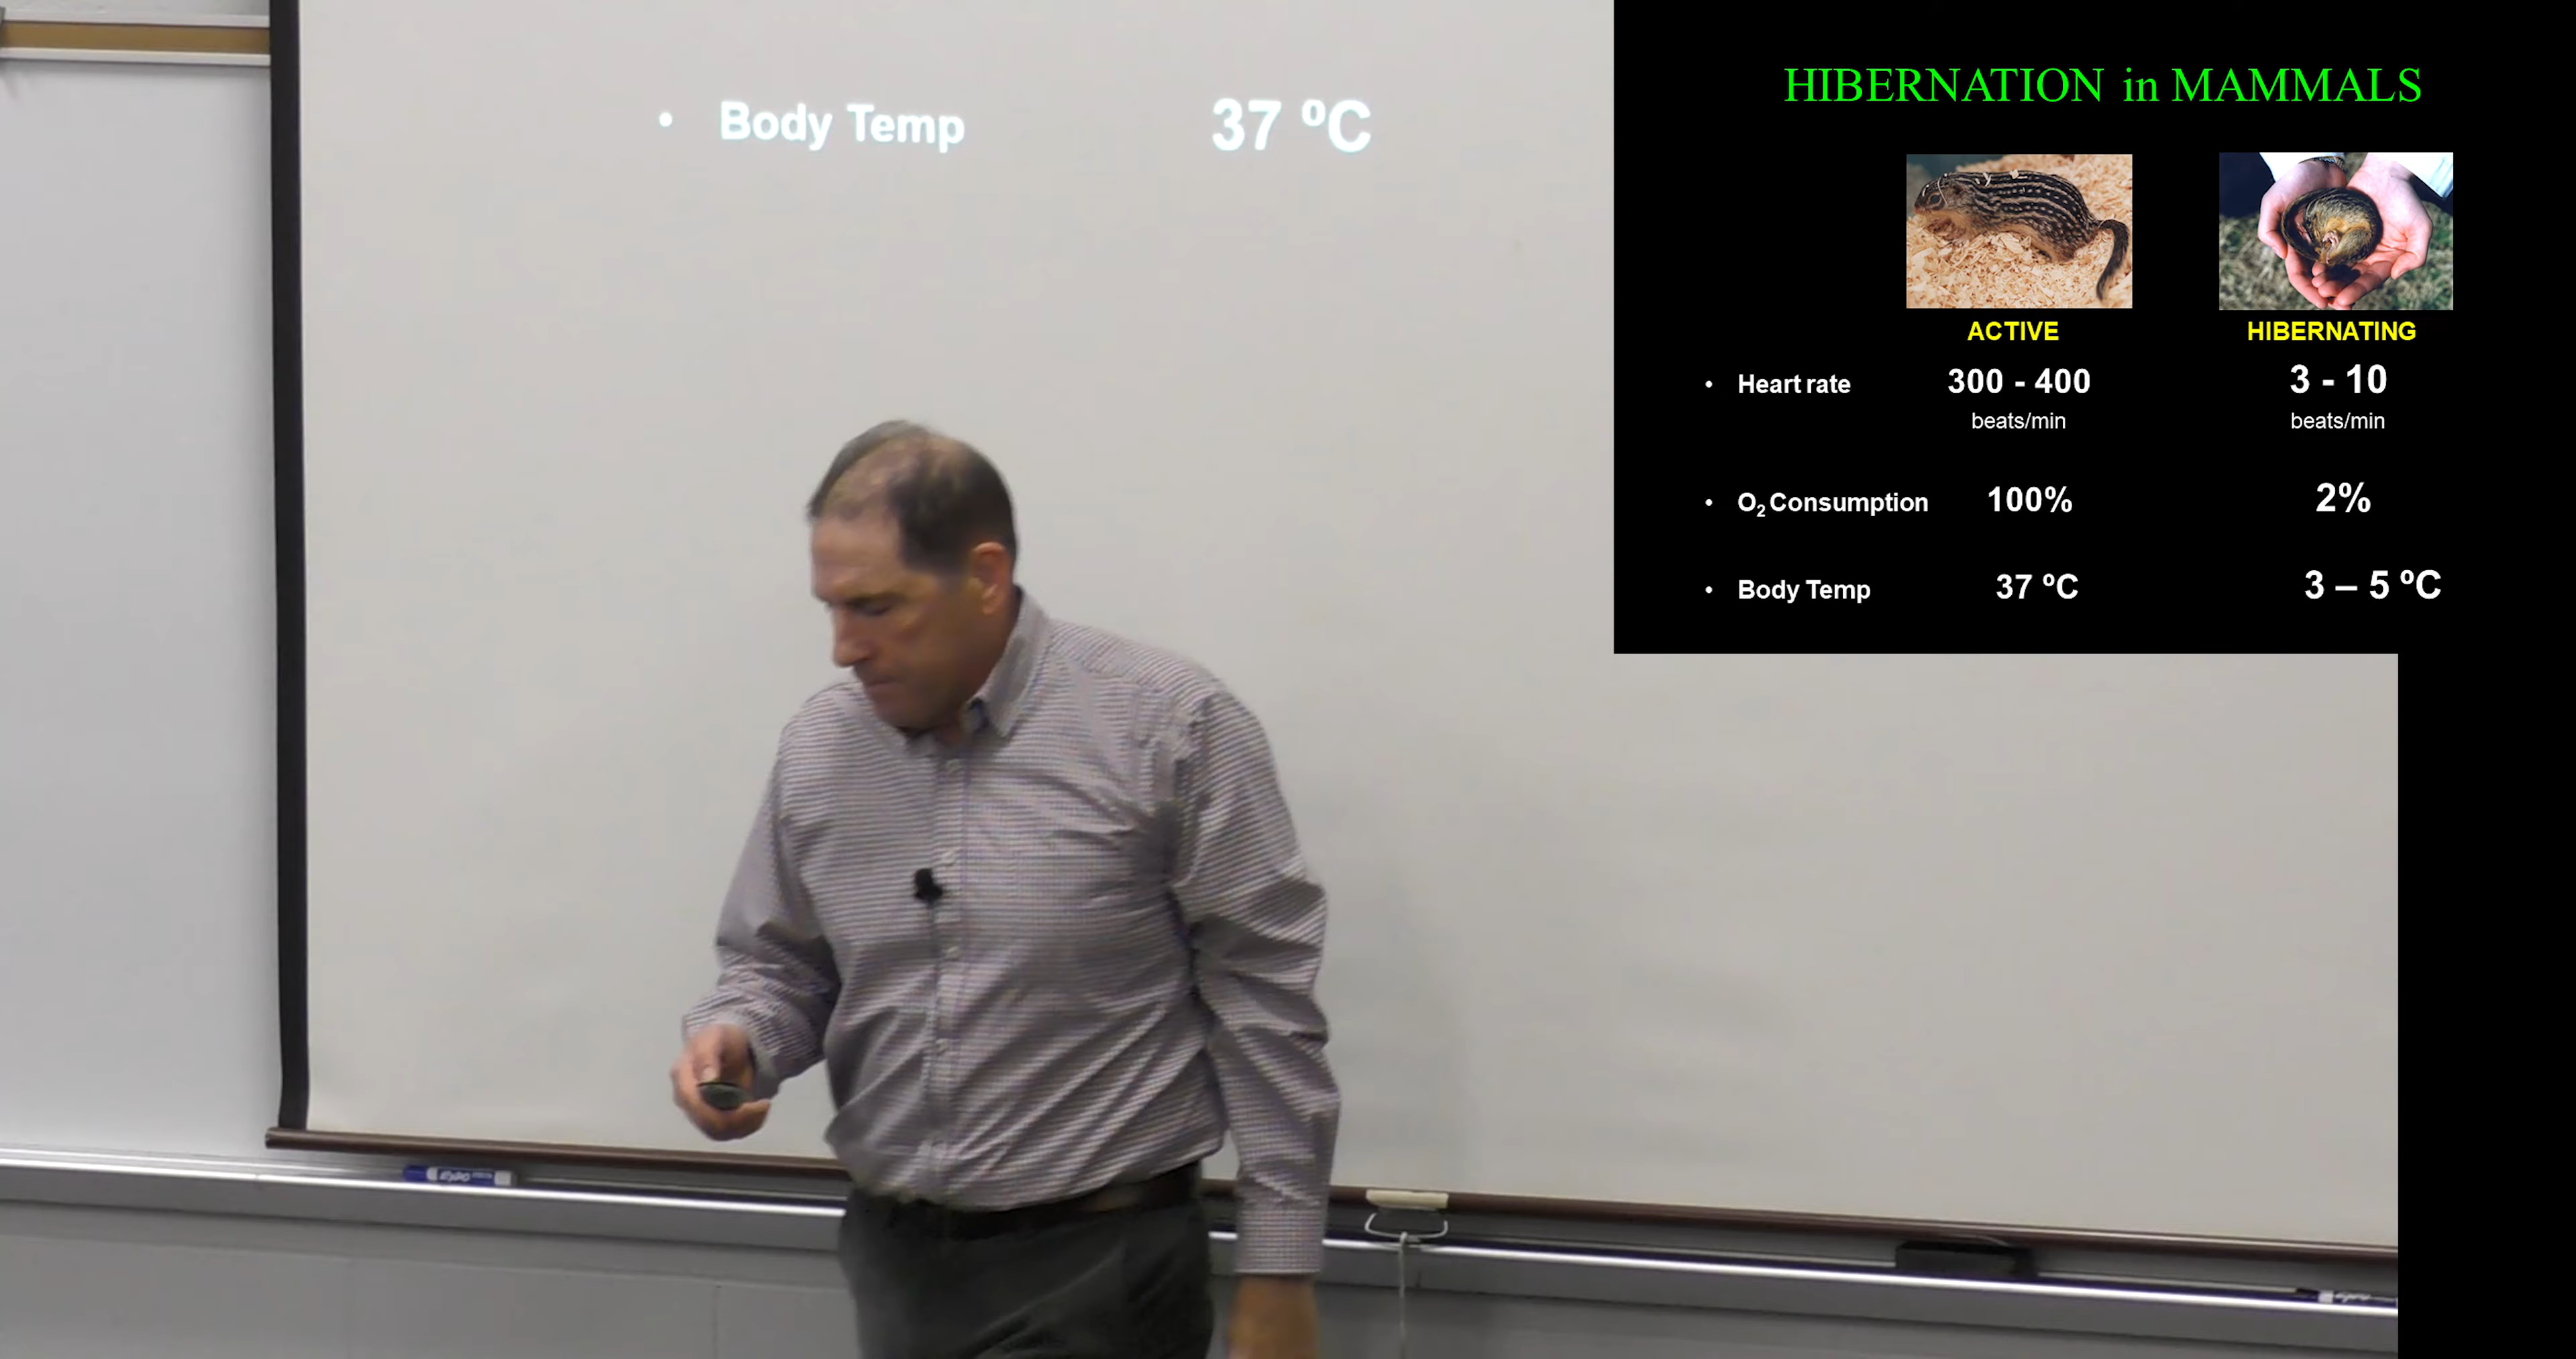 • Body Temp 37 ºC
HIBERNATION in MAMMALS
ACTIVE HIBERNATING
• Heart rate 300 - 400 3 - 10
beats/min beats/min
• O₂ Consumption 100% 2%
• Body Temp 37 ºC 3 – 5 ºC
EXPO